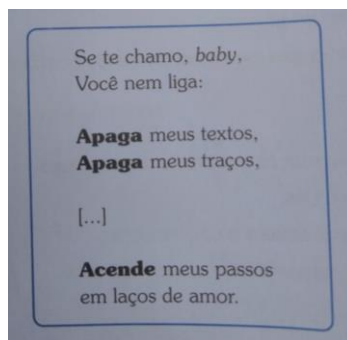 Se te chamo, baby,
Você nem liga:
Apaga meus textos,
Apaga meus traços,
[...]
Acende meus passos
em laços de amor.